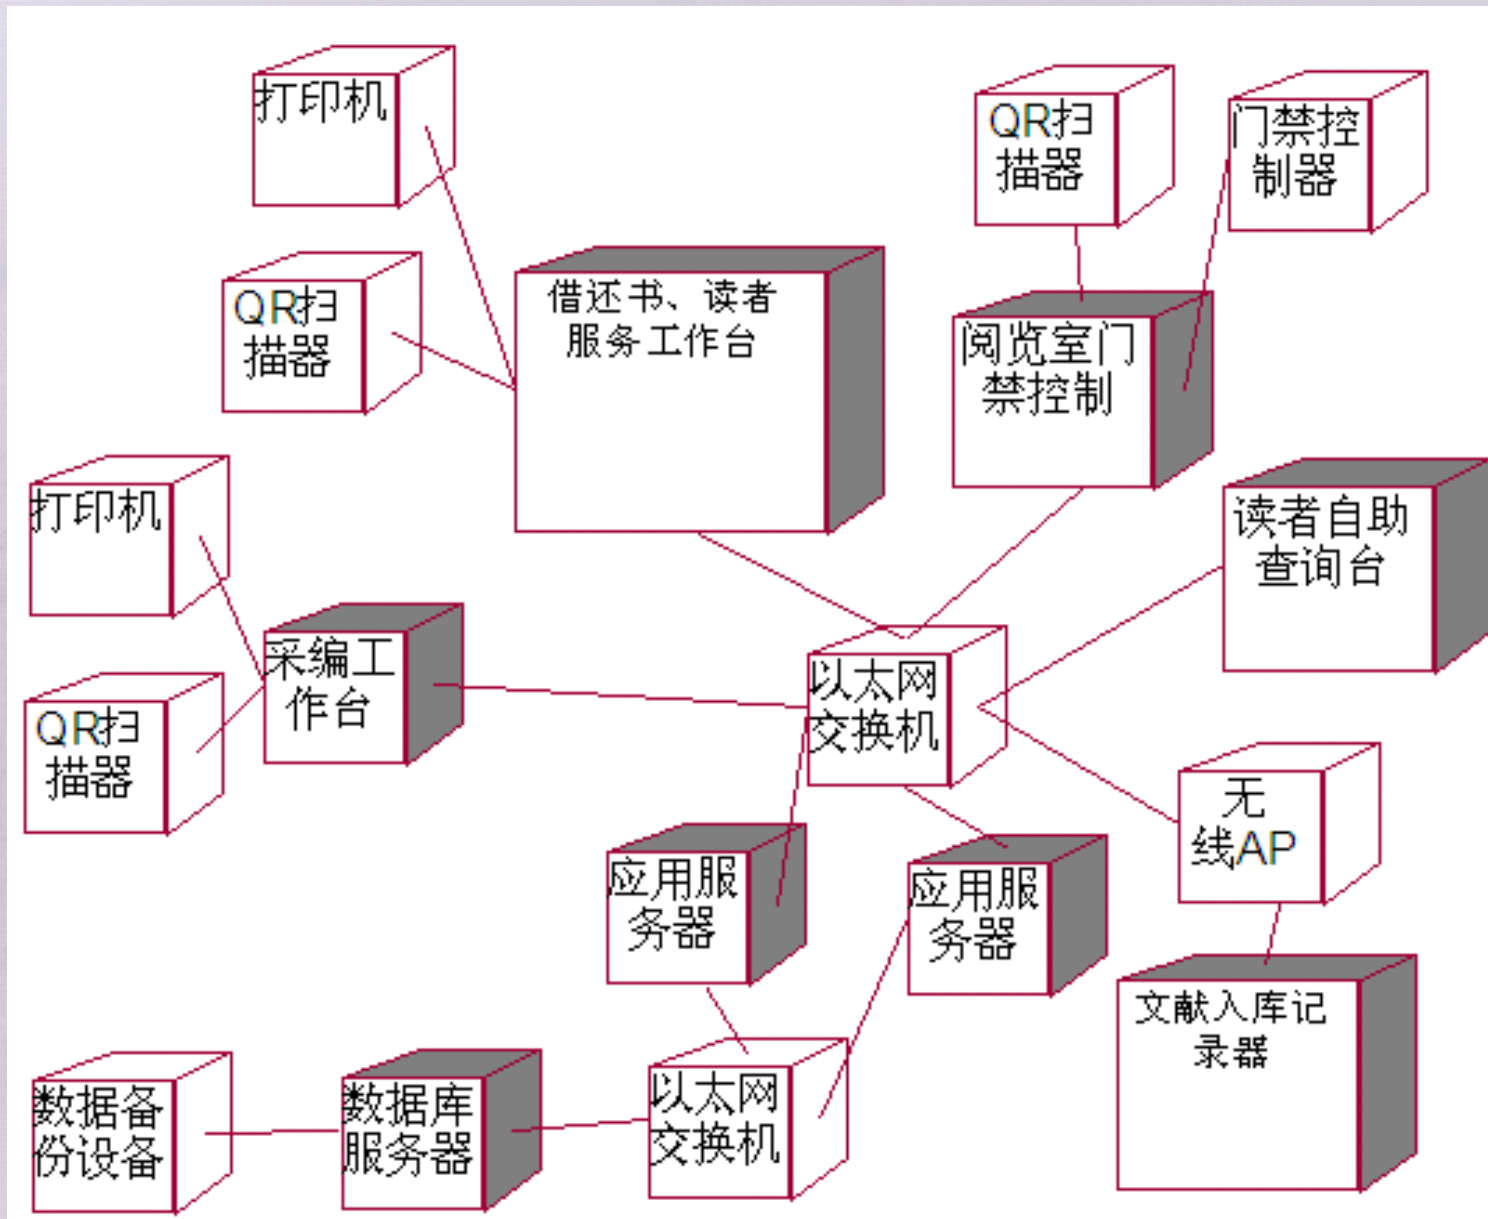 打印机
QR扫
描器
门禁控
制器
QR扫
描器
借还书、读者
服务工作台
阅览室门
禁控制
打印机
读者自助
查询台
采编工
作台
以太网
交换机
QR扫
描器
无
线AP
应用服
务器
应用服
务器
文献入库记
录器
数据备
份设备
数据库
服务器
以太网
交换机